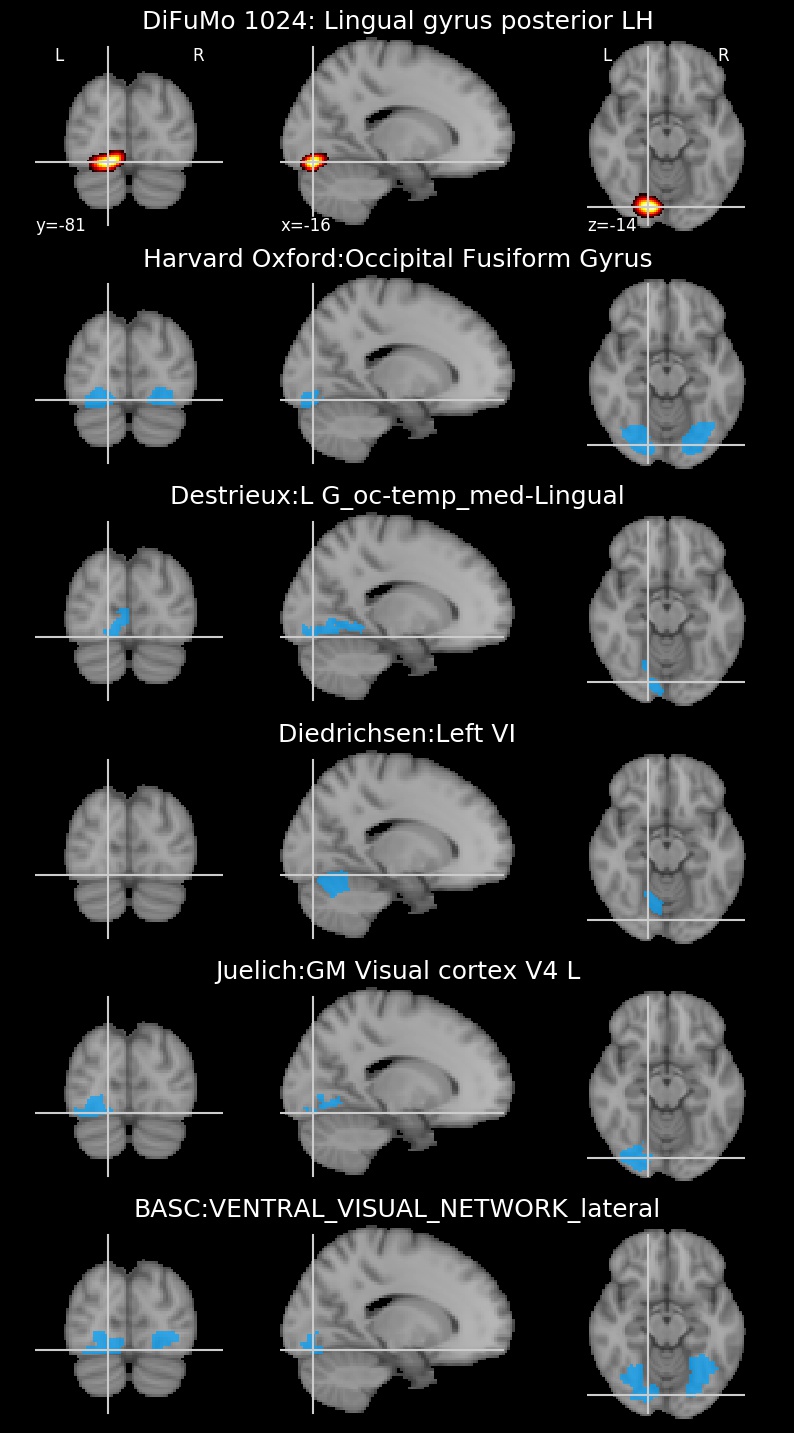 DiFuMo 1024: Lingual gyrus posterior LH
L R L R
y=-81 x=-16 z=-14
Harvard Oxford:Occipital Fusiform Gyrus
Destrieux:L G_oc-temp_med-Lingual
Diedrichsen:Left VI
Juelich:GM Visual cortex V4 L
BASC:VENTRAL_VISUAL_NETWORK_lateral